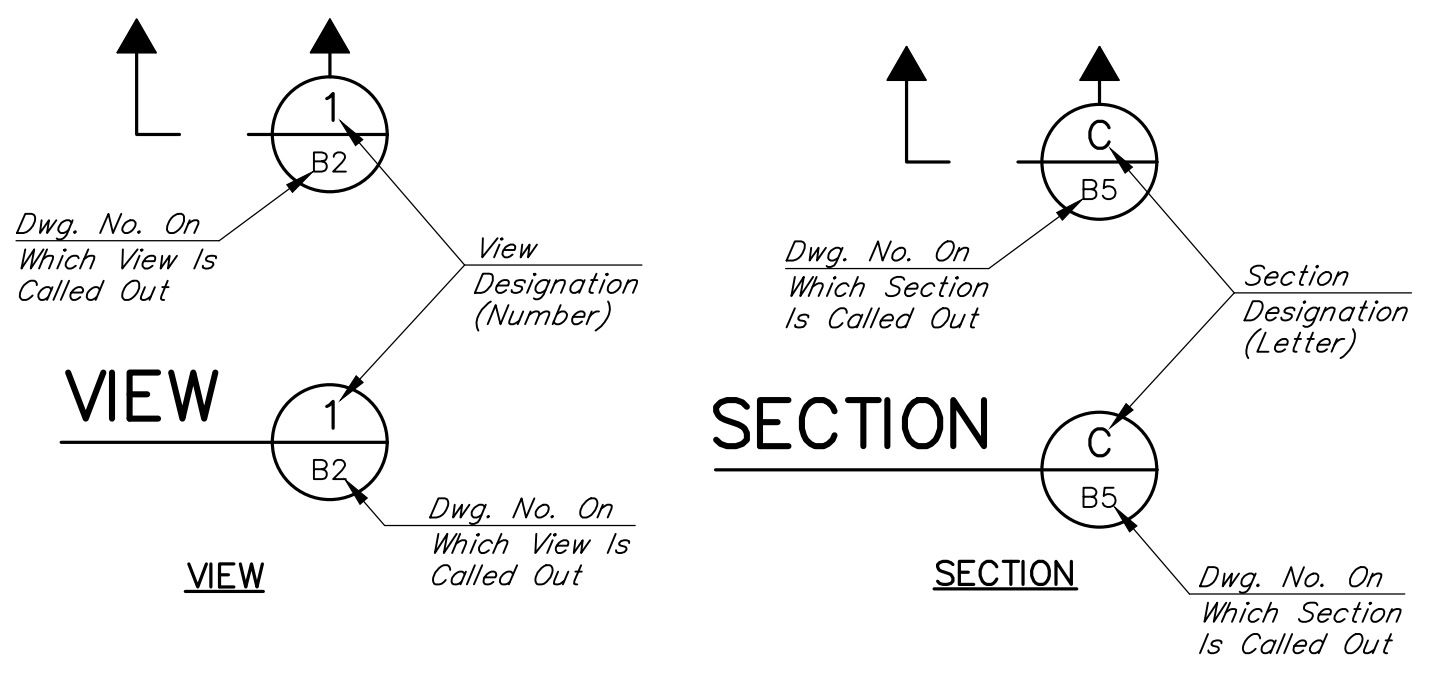 1
B2
Dwg. No. On
Which View Is
Called Out
View
Designation
(Number)
VIEW
1
B2
Dwg. No. On
Which View Is
Called Out
VIEW
C
B5
Dwg. No. On
Which Section
Is Called Out
Section
Designation
(Letter)
SECTION
C
B5
Dwg. No. On
Which Section
Is Called Out
SECTION